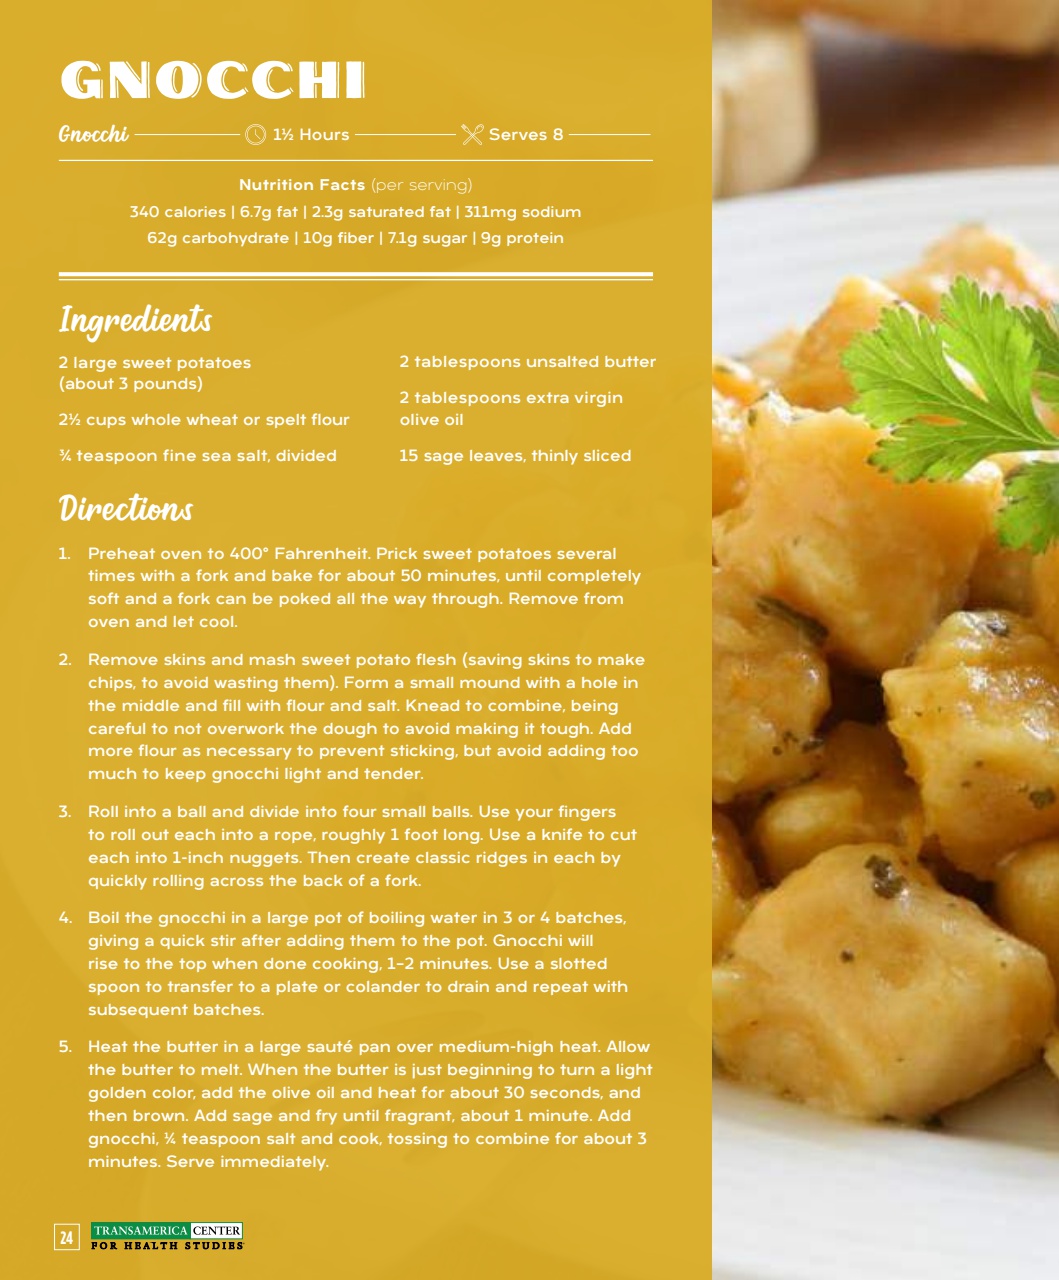 GNOCCHI
Gnocchi 1½ Hours Serves 8
Nutrition Facts (per serving)
340 calories | 6.7g fat | 2.3g saturated fat | 311mg sodium
62g carbohydrate | 10g fiber | 7.1g sugar | 9g protein
Ingredients
2 large sweet potatoes
(about 3 pounds)
2½ cups whole wheat or spelt flour
¾ teaspoon fine sea salt, divided
2 tablespoons unsalted butter
2 tablespoons extra virgin
olive oil
15 sage leaves, thinly sliced
Directions
1. Preheat oven to 400° Fahrenheit. Prick sweet potatoes several
times with a fork and bake for about 50 minutes, until completely
soft and a fork can be poked all the way through. Remove from
oven and let cool.
2. Remove skins and mash sweet potato flesh (saving skins to make
chips, to avoid wasting them). Form a small mound with a hole in
the middle and fill with flour and salt. Knead to combine, being
careful to not overwork the dough to avoid making it tough. Add
more flour as necessary to prevent sticking, but avoid adding too
much to keep gnocchi light and tender.
3. Roll into a ball and divide into four small balls. Use your fingers
to roll out each into a rope, roughly 1 foot long. Use a knife to cut
each into 1-inch nuggets. Then create classic ridges in each by
quickly rolling across the back of a fork.
4. Boil the gnocchi in a large pot of boiling water in 3 or 4 batches,
giving a quick stir after adding them to the pot. Gnocchi will
rise to the top when done cooking, 1–2 minutes. Use a slotted
spoon to transfer to a plate or colander to drain and repeat with
subsequent batches.
5. Heat the butter in a large sauté pan over medium-high heat. Allow
the butter to melt. When the butter is just beginning to turn a light
golden color, add the olive oil and heat for about 30 seconds, and
then brown. Add sage and fry until fragrant, about 1 minute. Add
gnocchi, ¼ teaspoon salt and cook, tossing to combine for about 3
minutes. Serve immediately.
24 TRANSAMERICA CENTER
FOR HEALTH STUDIES